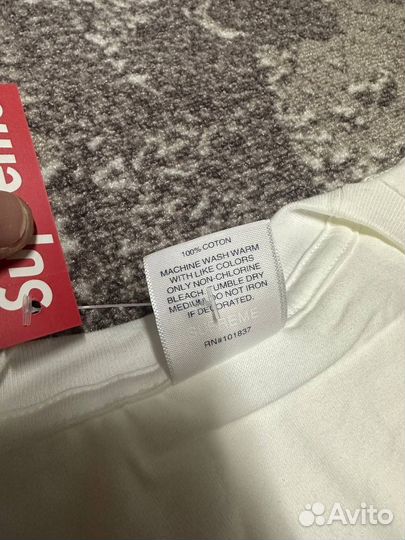 Supreme
100% COTON
MACHINE WASH WARM
WITH LIKE COLORS
ONLY NON-CHLORINE
BLEACH. TUMBLE DRY
MEDIUM. DO NOT IRON
IF DECORATED.
SUPREME
RN#101837
Avito